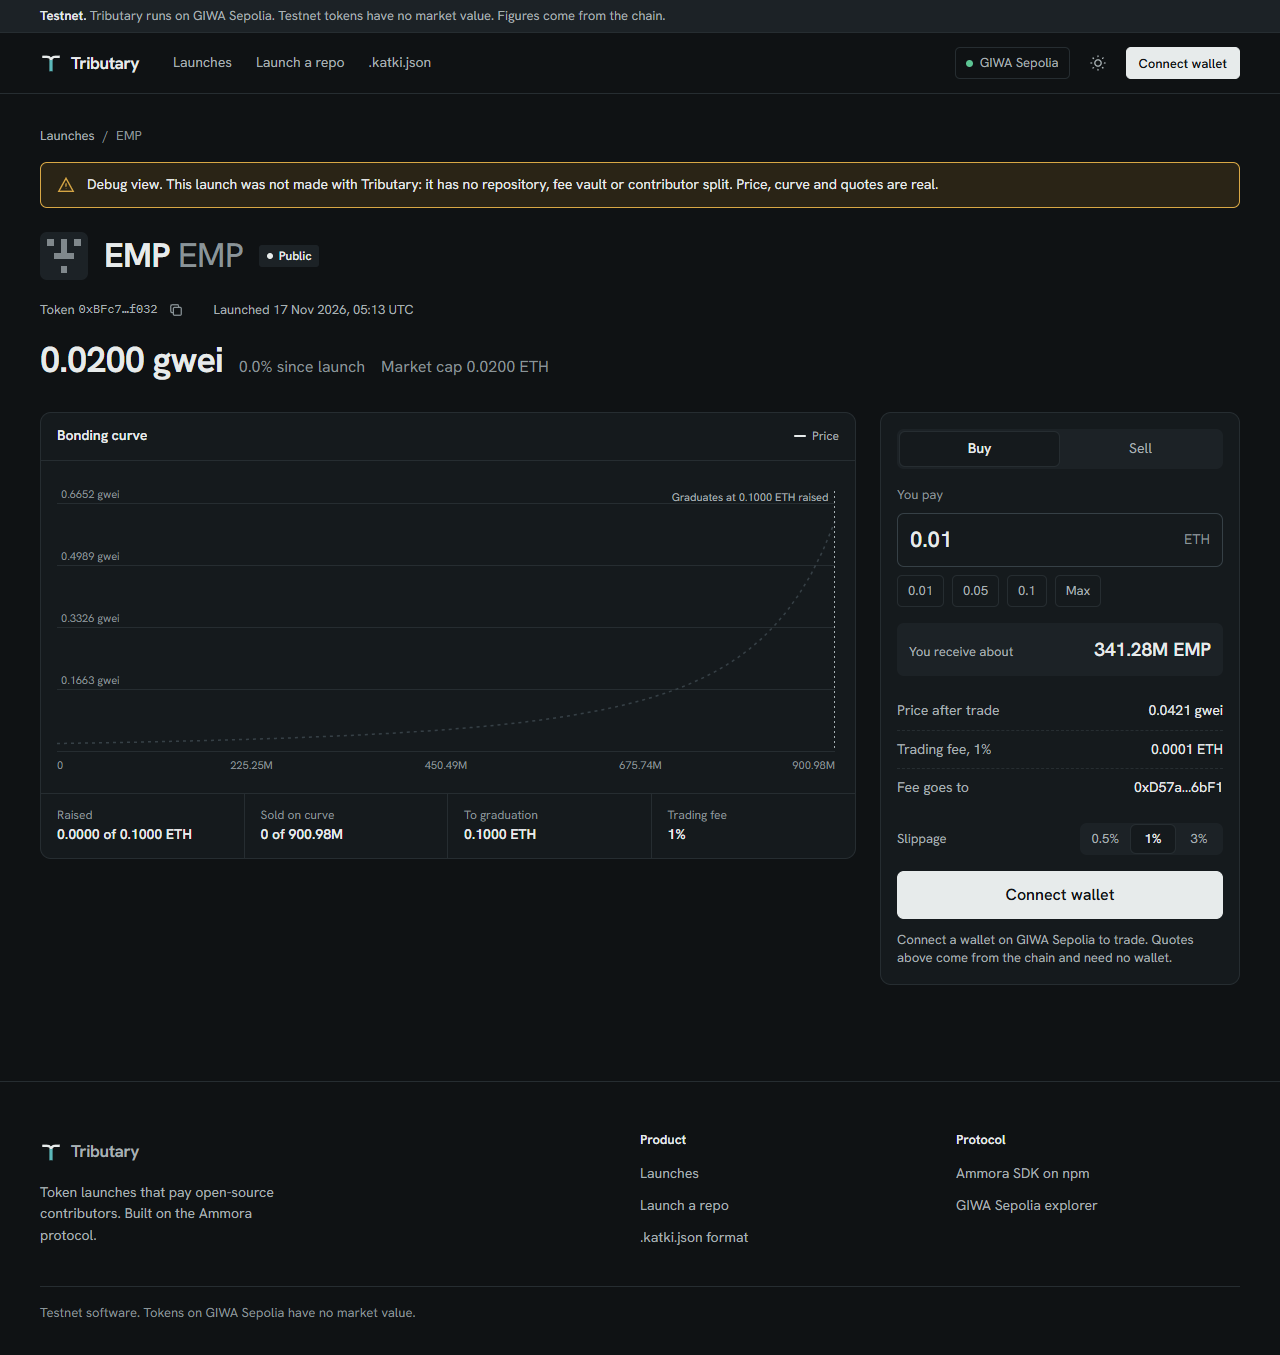 Testnet. Tributary runs on GIWA Sepolia. Testnet tokens have no market value. Figures come from the chain.
Tributary
Launches
Launch a repo
.katki.json
GIWA Sepolia
Connect wallet
Launches / EMP
Debug view. This launch was not made with Tributary: it has no repository, fee vault or contributor split. Price, curve and quotes are real.
EMP EMP
Public
Token 0xBFc7…f032
Launched 17 Nov 2026, 05:13 UTC
0.0200 gwei
0.0% since launch
Market cap 0.0200 ETH
Bonding curve
Price
0.6652 gwei
Graduates at 0.1000 ETH raised
0.4989 gwei
0.3326 gwei
0.1663 gwei
0
225.25M
450.49M
675.74M
900.98M
Raised
0.0000 of 0.1000 ETH
Sold on curve
0 of 900.98M
To graduation
0.1000 ETH
Trading fee
1%
Buy
Sell
You pay
0.01
ETH
0.01
0.05
0.1
Max
You receive about
341.28M EMP
Price after trade
0.0421 gwei
Trading fee, 1%
0.0001 ETH
Fee goes to
0xD57a…6bF1
Slippage
0.5%
1%
3%
Connect wallet
Connect a wallet on GIWA Sepolia to trade. Quotes
above come from the chain and need no wallet.
Tributary
Token launches that pay open-source
contributors. Built on the Ammora
protocol.
Product
Launches
Launch a repo
.katki.json format
Protocol
Ammora SDK on npm
GIWA Sepolia explorer
Testnet software. Tokens on GIWA Sepolia have no market value.